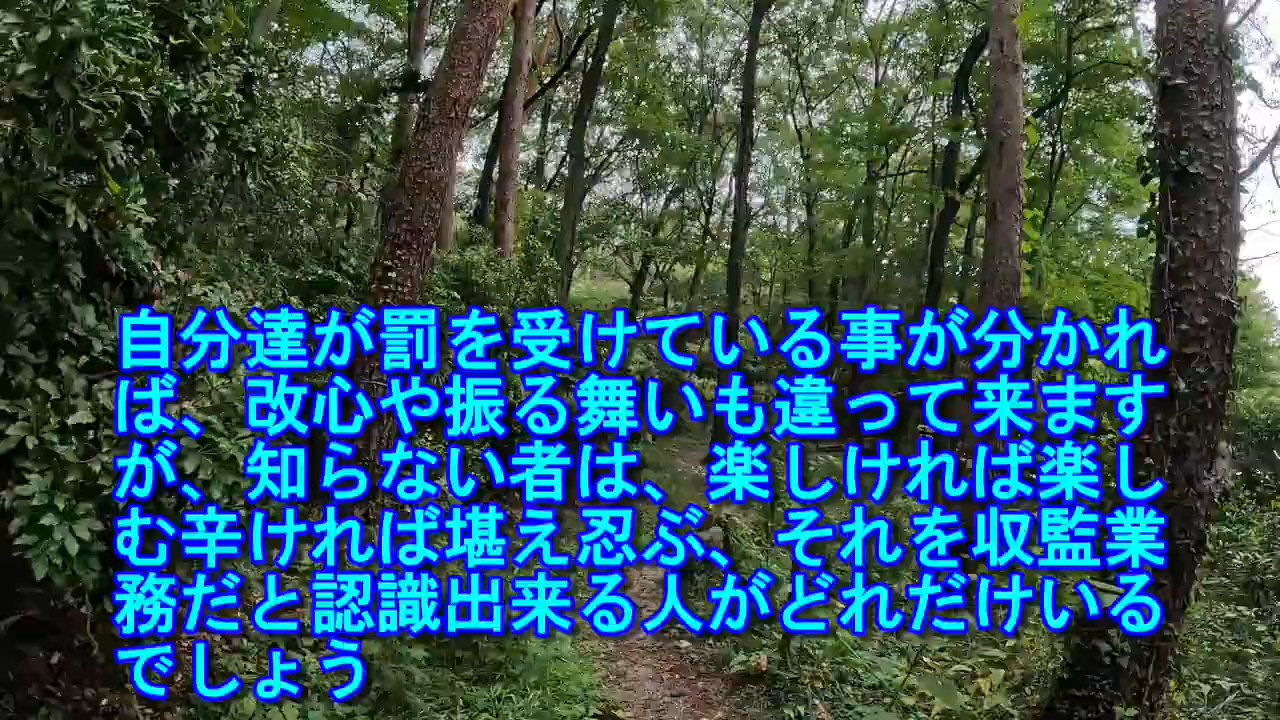 自分達が罰を受けている事が分かれ
ば、改心や振る舞いも違って来ます
が、知らない者は、楽しければ楽し
む辛ければ堪え忍ぶ、それを収監業
務だと認識出来る人がどれだけいる
でしょう